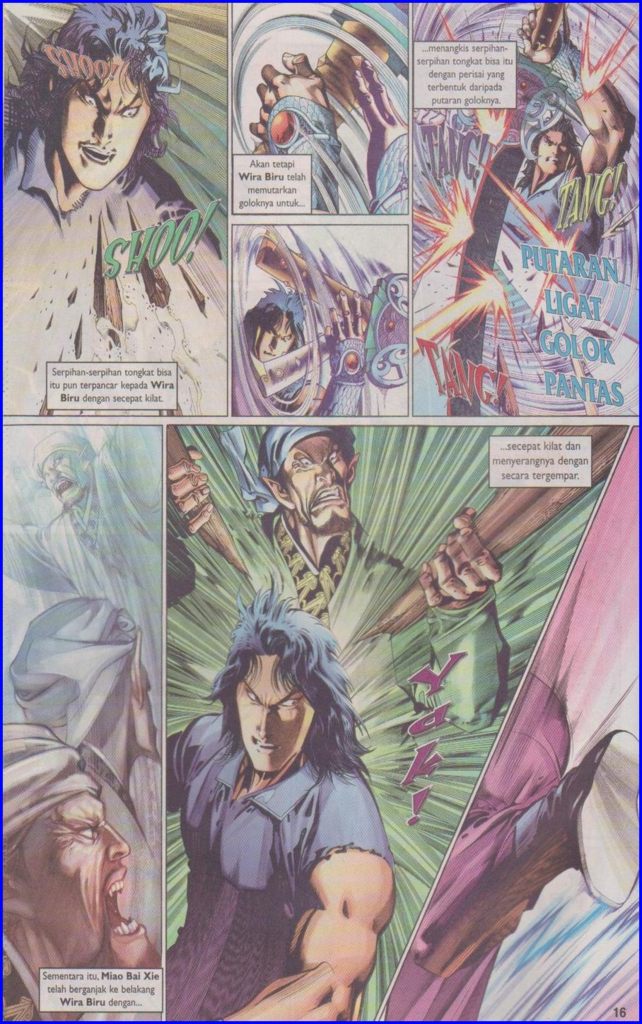 SHOO!
SHOO!
Serpihan-serpihan tongkat bisa
itu pun terpancar kepada Wira
Biru dengan secepat kilat.
Akan tetapi
Wira Biru telah
memutarkan
goloknya untuk...
...menangkis serpihan-
serpihan tongkat bisa itu
dengan perisai yang
terbentuk daripada
putaran goloknya.
TANG!
TANG!
TANG!
PUTARAN
LIGAT
GOLOK
PANTAS
Sementara itu, Miao Bai Xie
telah berganjak ke belakang
Wira Biru dengan...
...secepat kilat dan
menyerangnya dengan
secara tergempar.
16